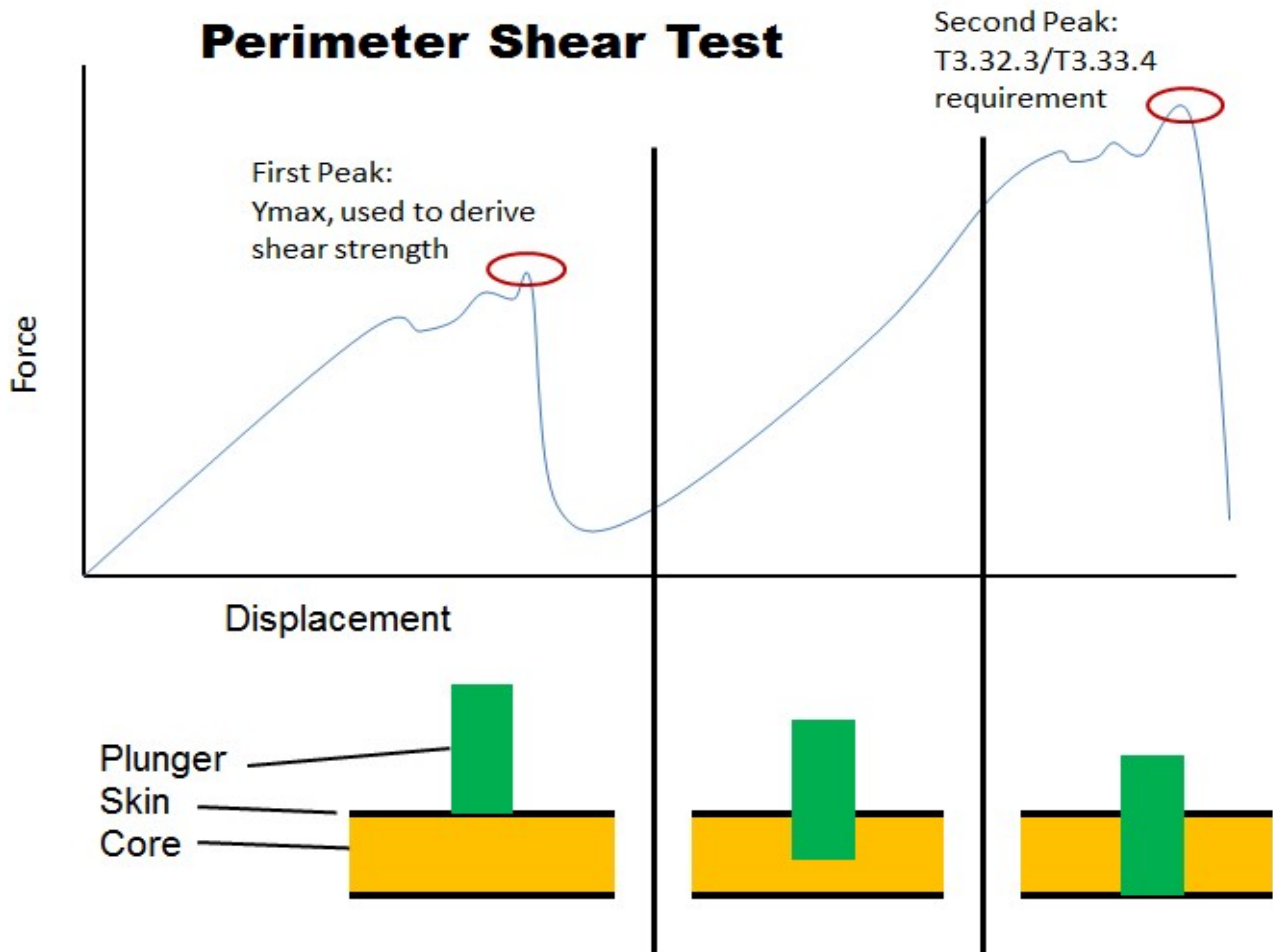 Perimeter Shear Test
Second Peak:
T3.32.3/T3.33.4
requirement
First Peak:
Ymax, used to derive
shear strength
Force
Displacement
Plunger
Skin
Core